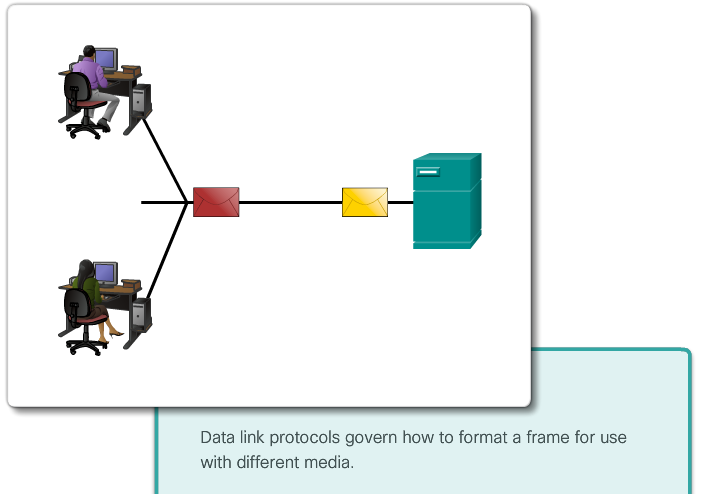 Data link protocols govern how to format a frame for use
with different media.